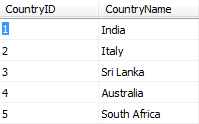 CountryID CountryName
1 India
2 Italy
3 Sri Lanka
4 Australia
5 South Africa